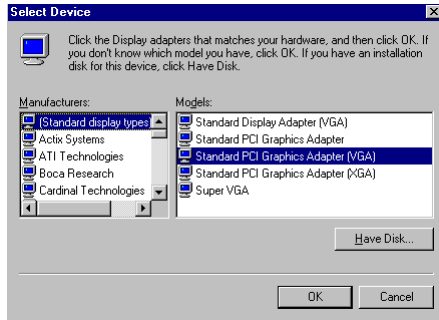 Select Device
Click the Display adapters that matches your hardware, and then click OK. If
you don't know which model you have, click OK. If you have an installation
disk for this device, click Have Disk.
Manufacturers:
(Standard display types)
Actix Systems
ATI Technologies
Boca Research
Cardinal Technologies
Models:
Standard Display Adapter (VGA)
Standard PCI Graphics Adapter
Standard PCI Graphics Adapter (VGA)
Standard PCI Graphics Adapter (XGA)
Super VGA
Have Disk...
OK
Cancel